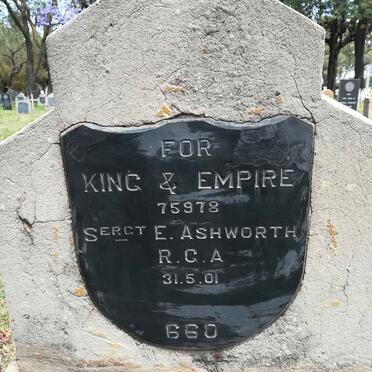 FOR
KING & EMPIRE
75978
SERGT E. ASHWORTH
R.G.A
31.5.01
660